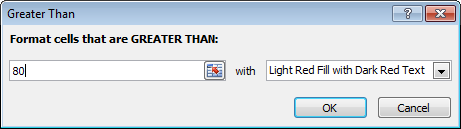 Greater Than
Format cells that are GREATER THAN:
80 with Light Red Fill with Dark Red Text
OK Cancel